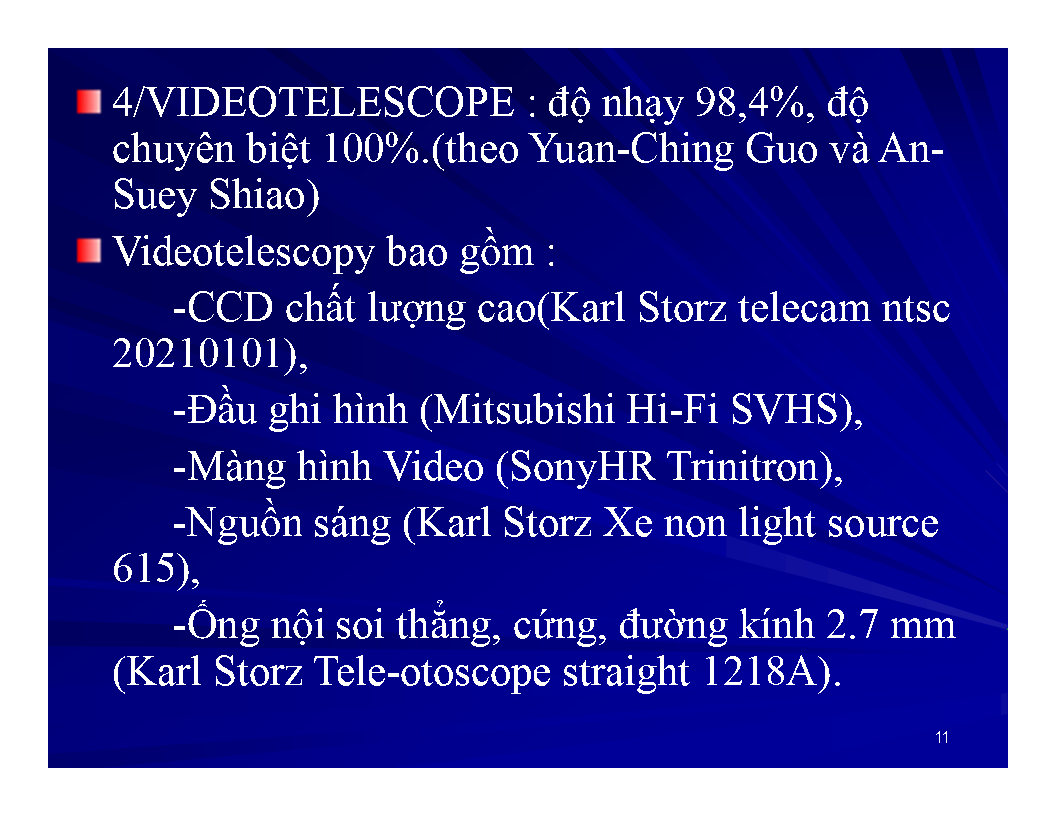 4/VIDEOTELESCOPE : độ nhạy 98,4%, độ
chuyên biệt 100%.(theo Yuan-Ching Guo và An-
Suey Shiao)
Videotelescopy bao gồm :
-CCD chất lượng cao(Karl Storz telecam ntsc
20210101),
-Đầu ghi hình (Mitsubishi Hi-Fi SVHS),
-Màng hình Video (SonyHR Trinitron),
-Nguồn sáng (Karl Storz Xe non light source
615),
-Ống nội soi thẳng, cứng, đường kính 2.7 mm
(Karl Storz Tele-otoscope straight 1218A).
11